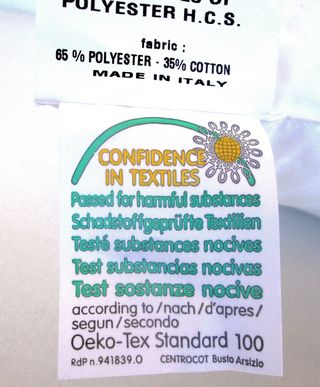 POLYESTER H.C.S.
fabric :
65 % POLYESTER - 35% COTTON
MADE IN ITALY
CONFIDENCE
IN TEXTILES
Passed for harmful substances
Schadstoffgeprüfte Textilien
Testé substances nocives
Test substancias nocivas
Test sostanze nocive
according to/nach/d'apres/
segun/secondo
Oeko-Tex Standard 100
RdP n.941839.0 CENTROCOT Busto Arsizio